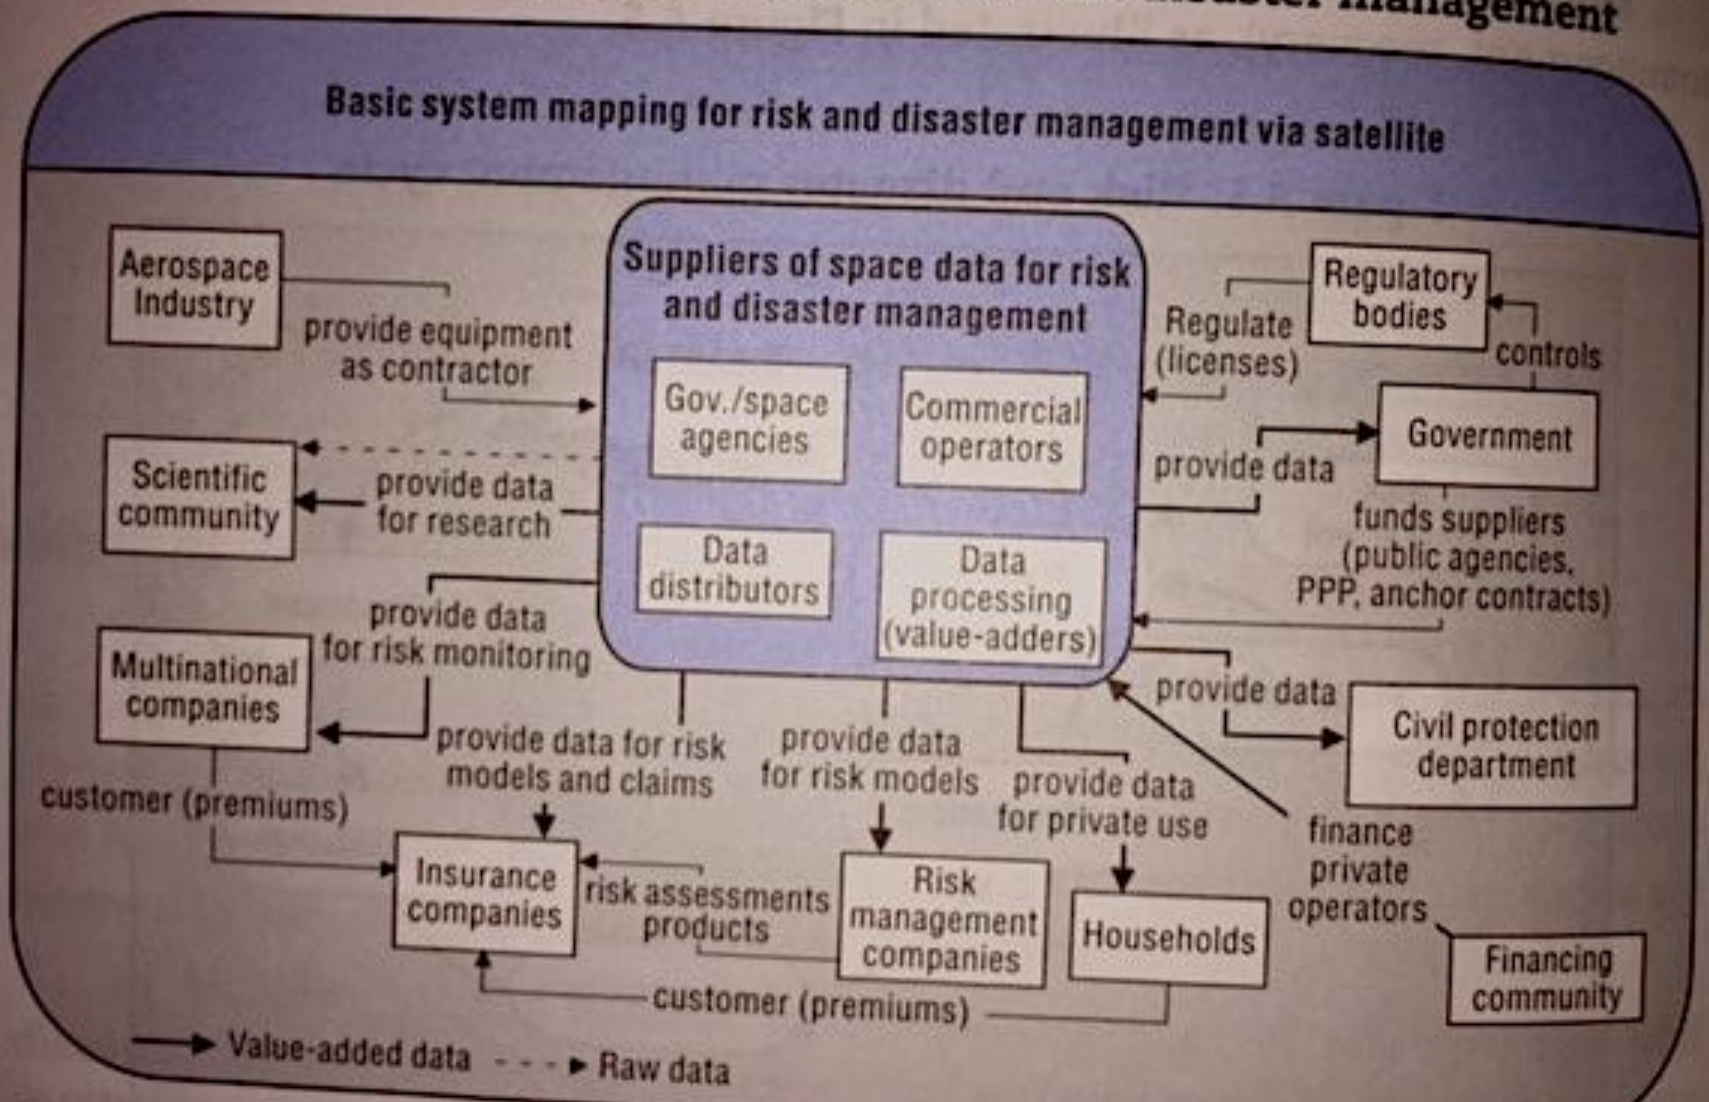 management
Basic system mapping for risk and disaster management via satellite
Suppliers of space data for risk
and disaster management
Gov./space
agencies
Commercial
operators
Data
distributors
Data
processing
(value-adders)
Aerospace
Industry
provide equipment
as contractor
Scientific
community
provide data
for research
provide data
for risk monitoring
Multinational
companies
customer (premiums)
provide data for risk
models and claims
Insurance
companies
risk assessments
products
provide data
for risk models
Risk
management
companies
provide data
for private use
Households
customer (premiums)
Regulatory
bodies
Regulate
(licenses)
controls
Government
provide data
funds suppliers
(public agencies,
PPP, anchor contracts)
provide data
Civil protection
department
finance
private
operators
Financing
community
Value-added data
Raw data